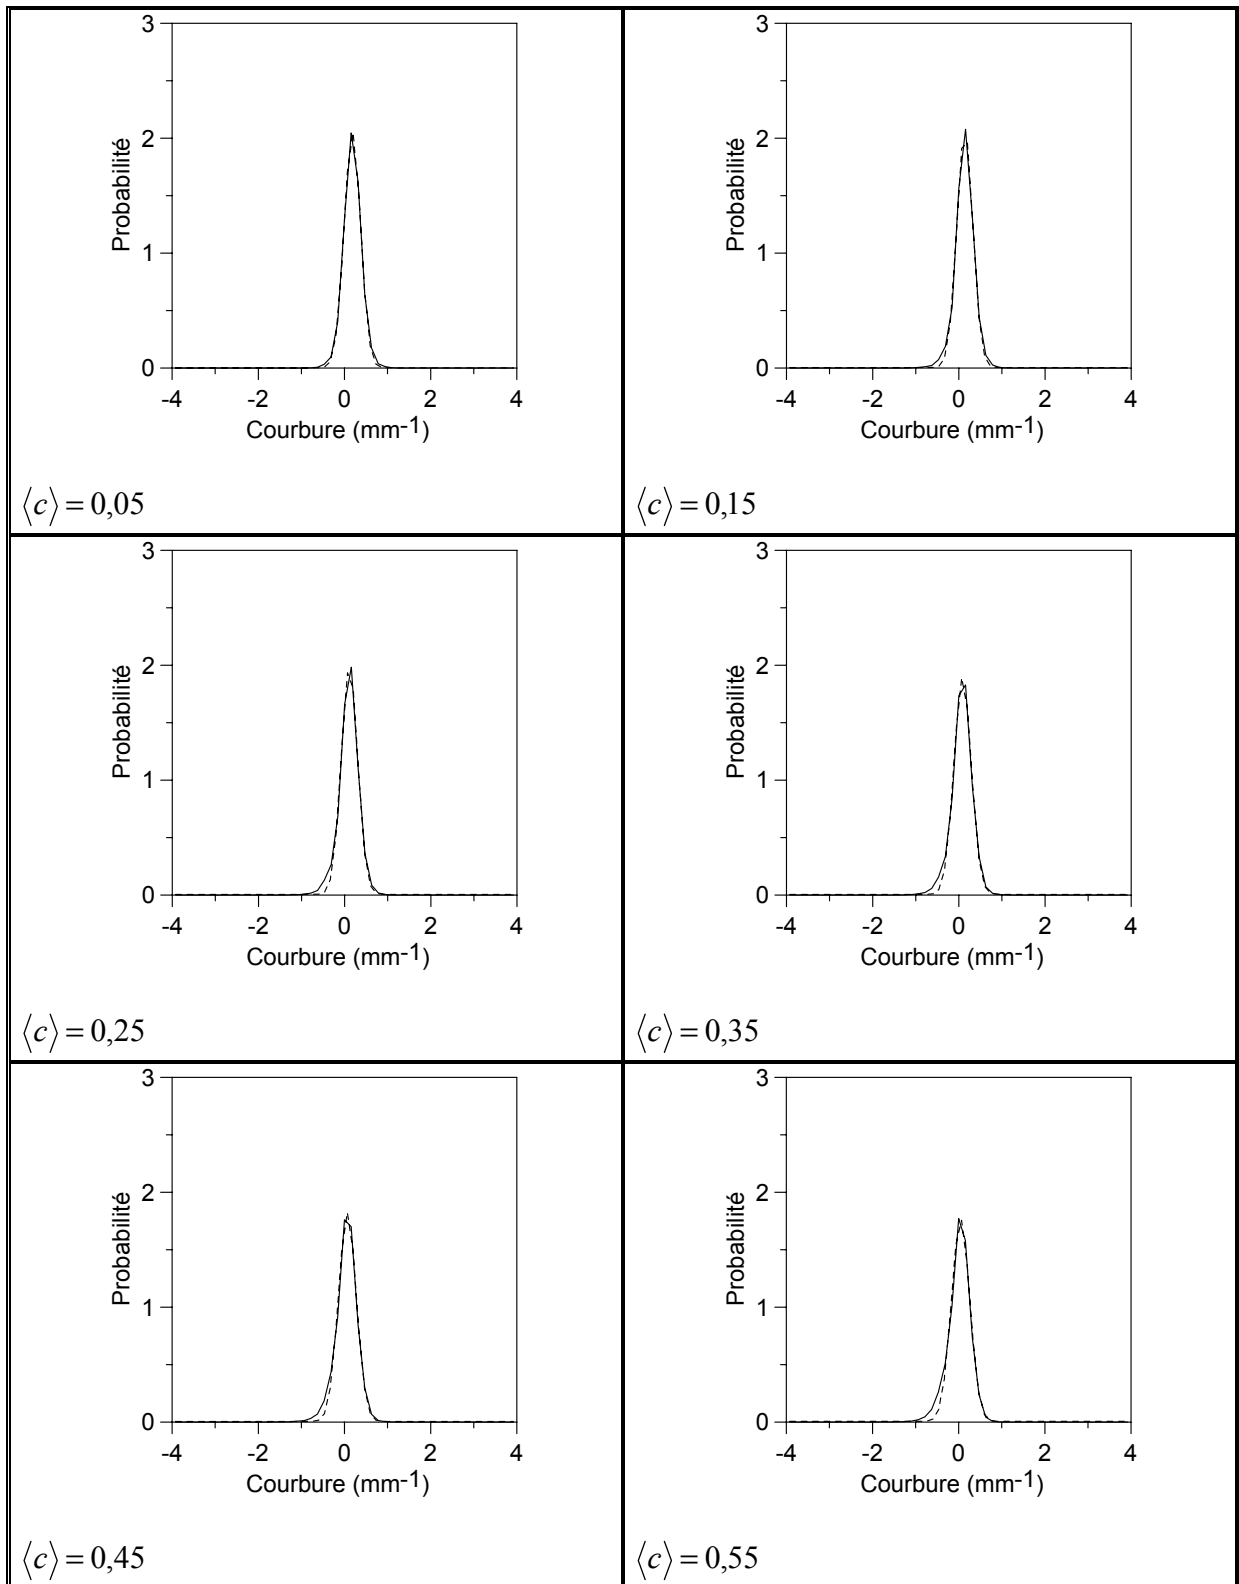 3
2
1
0
Probabilité
-4 -2 0 2 4
Courbure (mm-1)
⟨c⟩ = 0,05
3
2
1
0
Probabilité
-4 -2 0 2 4
Courbure (mm-1)
⟨c⟩ = 0,15
3
2
1
0
Probabilité
-4 -2 0 2 4
Courbure (mm-1)
⟨c⟩ = 0,25
3
2
1
0
Probabilité
-4 -2 0 2 4
Courbure (mm-1)
⟨c⟩ = 0,35
3
2
1
0
Probabilité
-4 -2 0 2 4
Courbure (mm-1)
⟨c⟩ = 0,45
3
2
1
0
Probabilité
-4 -2 0 2 4
Courbure (mm-1)
⟨c⟩ = 0,55